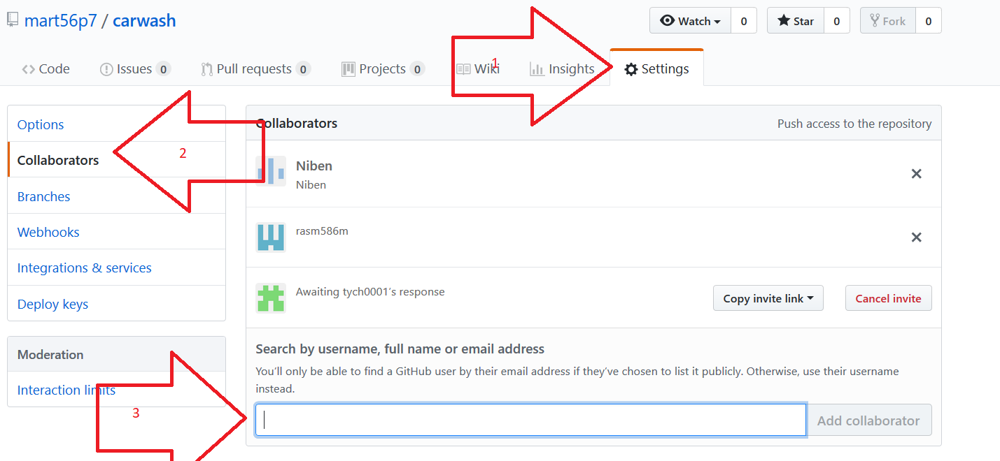 mart56p7 / carwash
Watch 0 Star 0 Fork 0
Code Issues 0 Pull requests 0 Projects 0 Wiki Insights Settings
1
Options
Collaborators
Branches
Webhooks
Integrations & services
Deploy keys
2
Moderation
Interaction limits
3
Collaborators Push access to the repository
Niben
Niben
rasm586m
Awaiting tych0001’s response Copy invite link Cancel invite
Search by username, full name or email address
You’ll only be able to find a GitHub user by their email address if they’ve chosen to list it publicly. Otherwise, use their username
instead.
Add collaborator